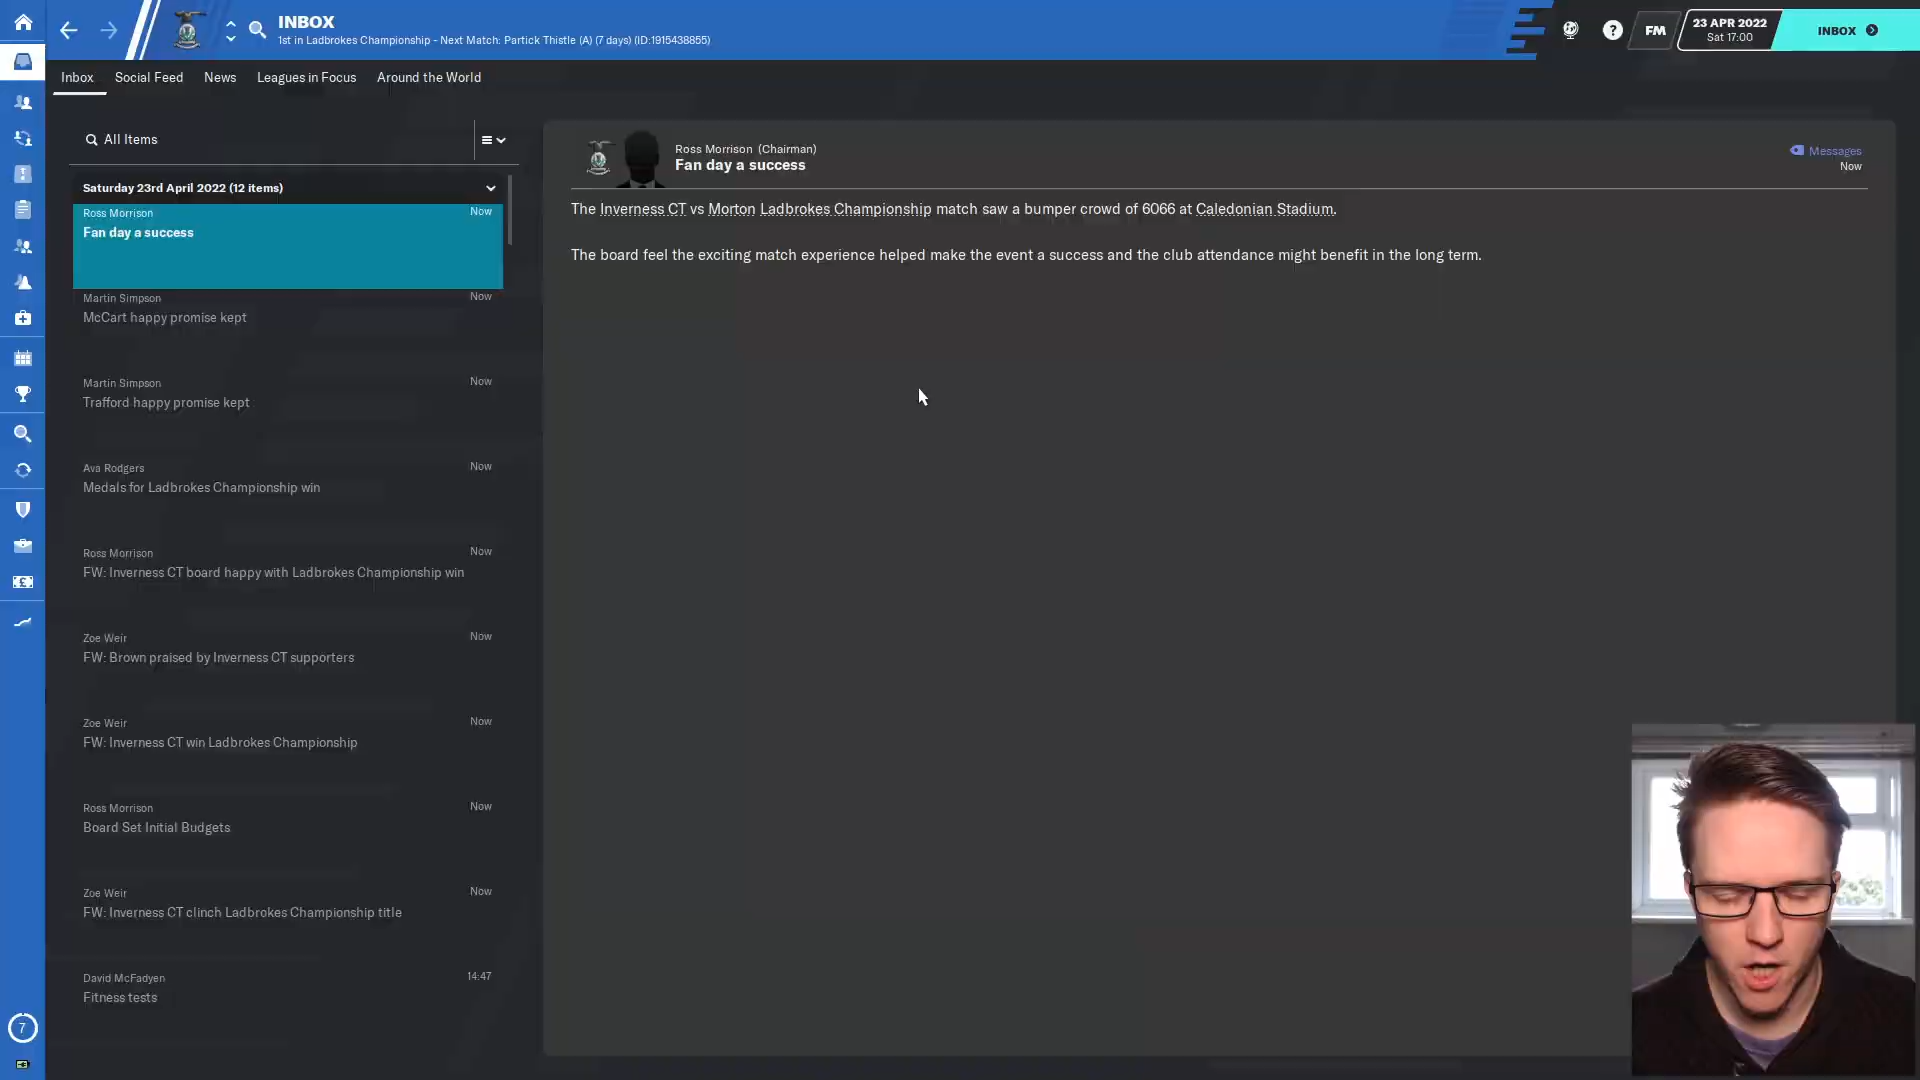 INBOX
1st in Ladbrokes Championship - Next Match: Partick Thistle (A) (7 days) (ID:1915438855)
FM
23 APR 2022
Sat 17:00
INBOX
Inbox
Social Feed
News
Leagues in Focus
Around the World
All Items
Saturday 23rd April 2022 (12 items)
Ross Morrison
Now
Fan day a success
Martin Simpson
Now
McCart happy promise kept
Martin Simpson
Now
Trafford happy promise kept
Ava Rodgers
Now
Medals for Ladbrokes Championship win
Ross Morrison
Now
FW: Inverness CT board happy with Ladbrokes Championship win
Zoe Weir
Now
FW: Brown praised by Inverness CT supporters
Zoe Weir
Now
FW: Inverness CT win Ladbrokes Championship
Ross Morrison
Now
Board Set Initial Budgets
Zoe Weir
Now
FW: Inverness CT clinch Ladbrokes Championship title
David McFadyen
14:47
Fitness tests
7
Ross Morrison (Chairman)
Fan day a success
Messages
Now
The Inverness CT vs Morton Ladbrokes Championship match saw a bumper crowd of 6066 at Caledonian Stadium.
The board feel the exciting match experience helped make the event a success and the club attendance might benefit in the long term.